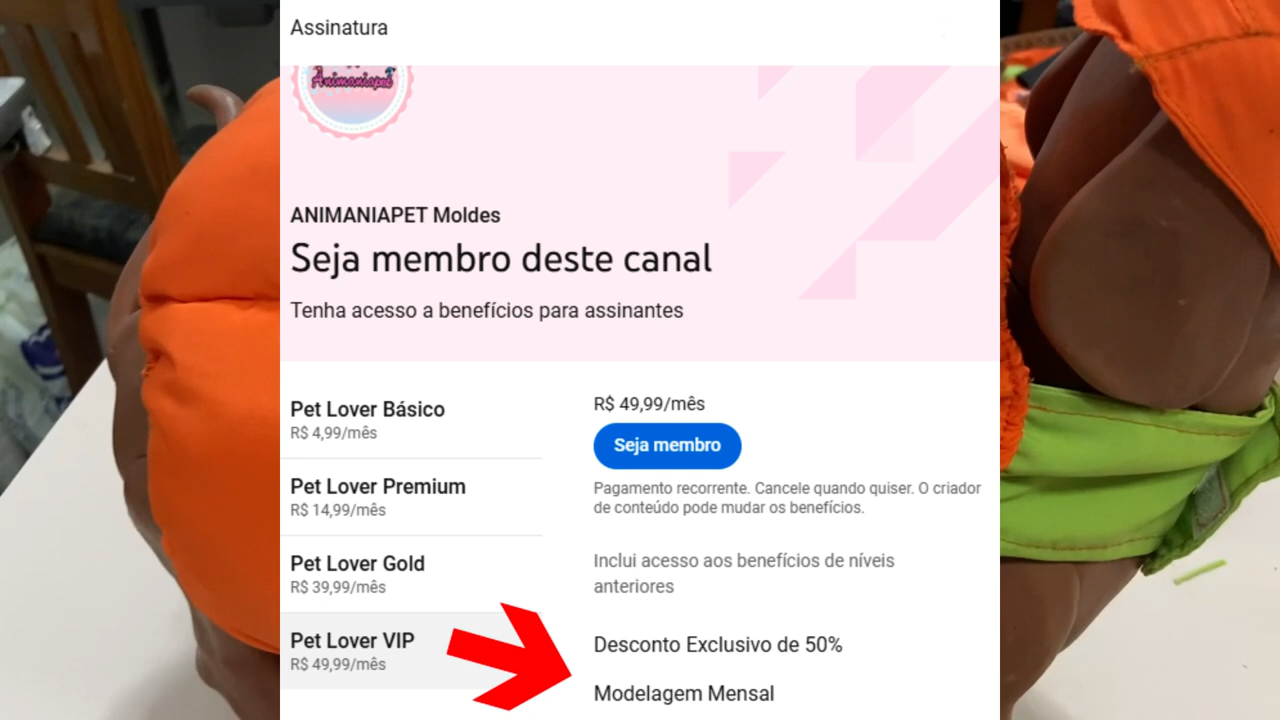 Assinatura
Animaniapet
ANIMANIAPET Moldes
Seja membro deste canal
Tenha acesso a benefícios para assinantes
Pet Lover Básico
R$ 4,99/mês
Pet Lover Premium
R$ 14,99/mês
Pet Lover Gold
R$ 39,99/mês
Pet Lover VIP
R$ 49,99/mês
R$ 49,99/mês
Seja membro
Pagamento recorrente. Cancele quando quiser. O criador
de conteúdo pode mudar os benefícios.
Inclui acesso aos benefícios de níveis
anteriores
Desconto Exclusivo de 50%
Modelagem Mensal